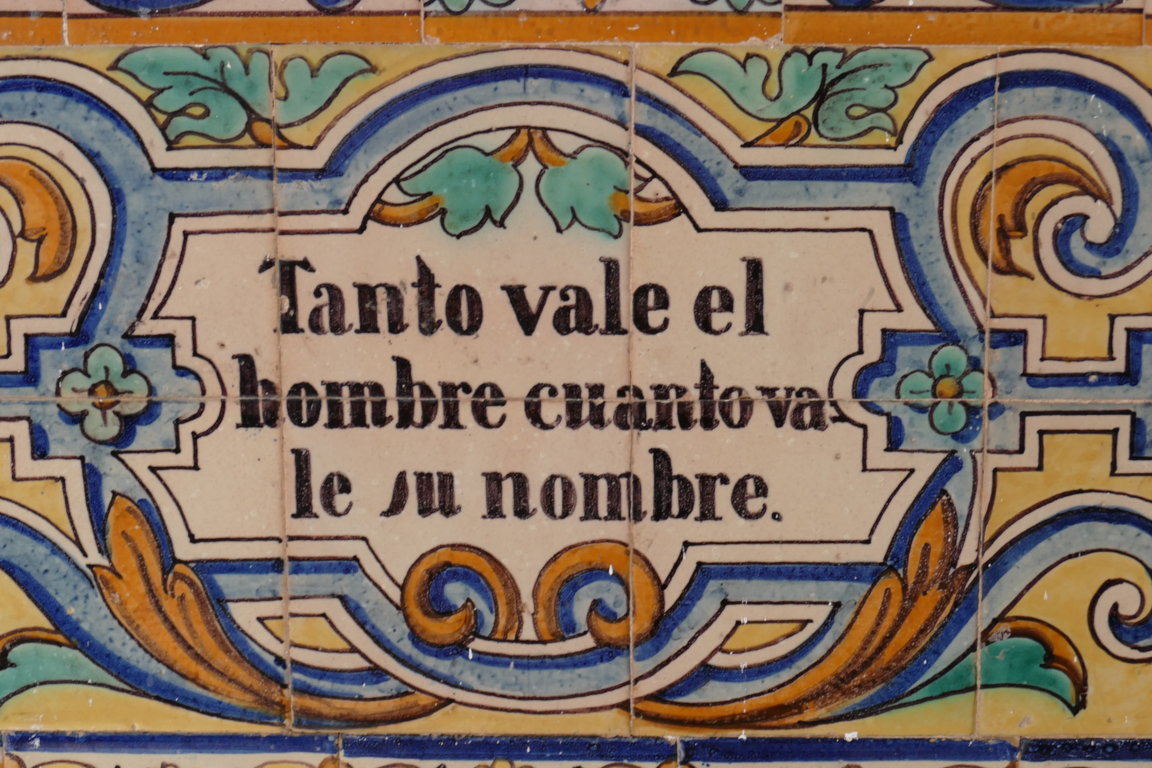 Tanto vale el
hombre cuanto va-
le su nombre.